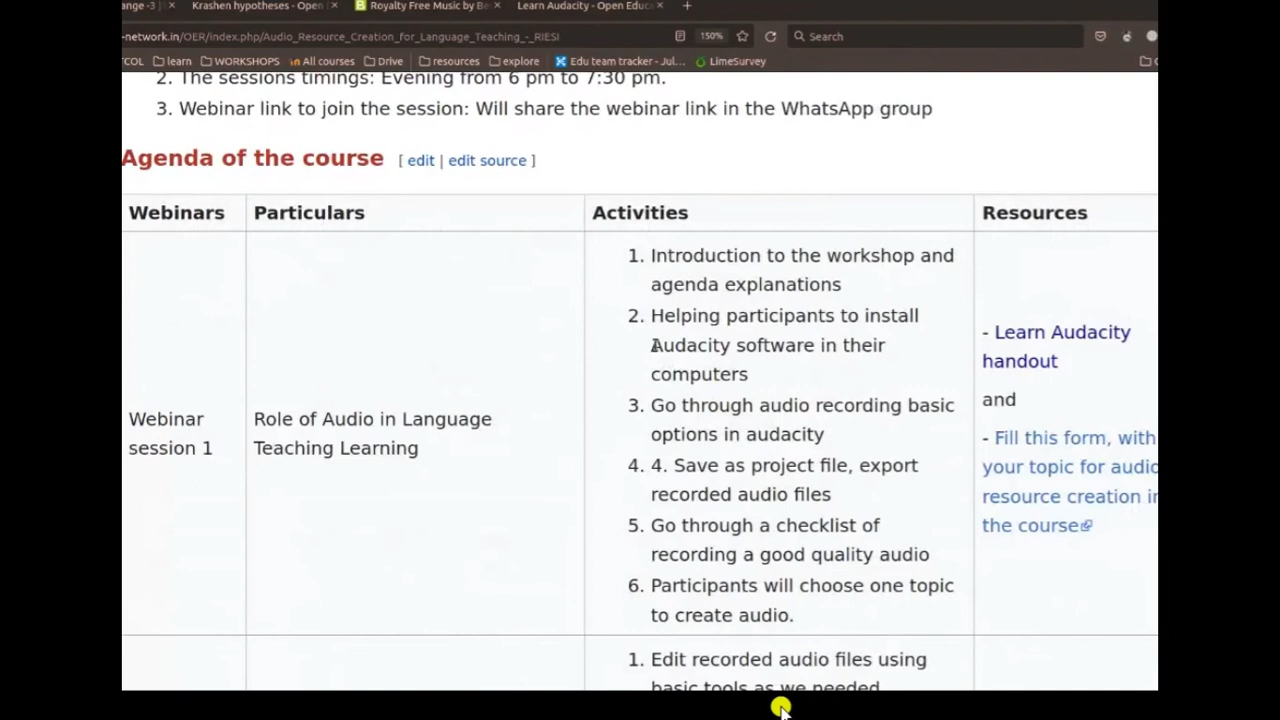 ange -3 ] Krashen hypotheses - Open Royalty Free Music by Be Learn Audacity - Open Educa
-network.in/OER/index.php/Audio_Resource_Creation_for_Language_Teaching_-_RIESI 150% Search
TCOL learn WORKSHOPS All courses Drive resources explore Edu team tracker - Jul... LimeSurvey
2. The sessions timings: Evening from 6 pm to 7:30 pm.
3. Webinar link to join the session: Will share the webinar link in the WhatsApp group
Agenda of the course [ edit | edit source ]
Webinars Particulars Activities Resources
Webinar
session 1
Role of Audio in Language
Teaching Learning
1. Introduction to the workshop and
agenda explanations
2. Helping participants to install
Audacity software in their
computers
3. Go through audio recording basic
options in audacity
4. 4. Save as project file, export
recorded audio files
5. Go through a checklist of
recording a good quality audio
6. Participants will choose one topic
to create audio.
- Learn Audacity
handout
and
- Fill this form, with
your topic for audio
resource creation in
the course
1. Edit recorded audio files using
basic tools as we needed